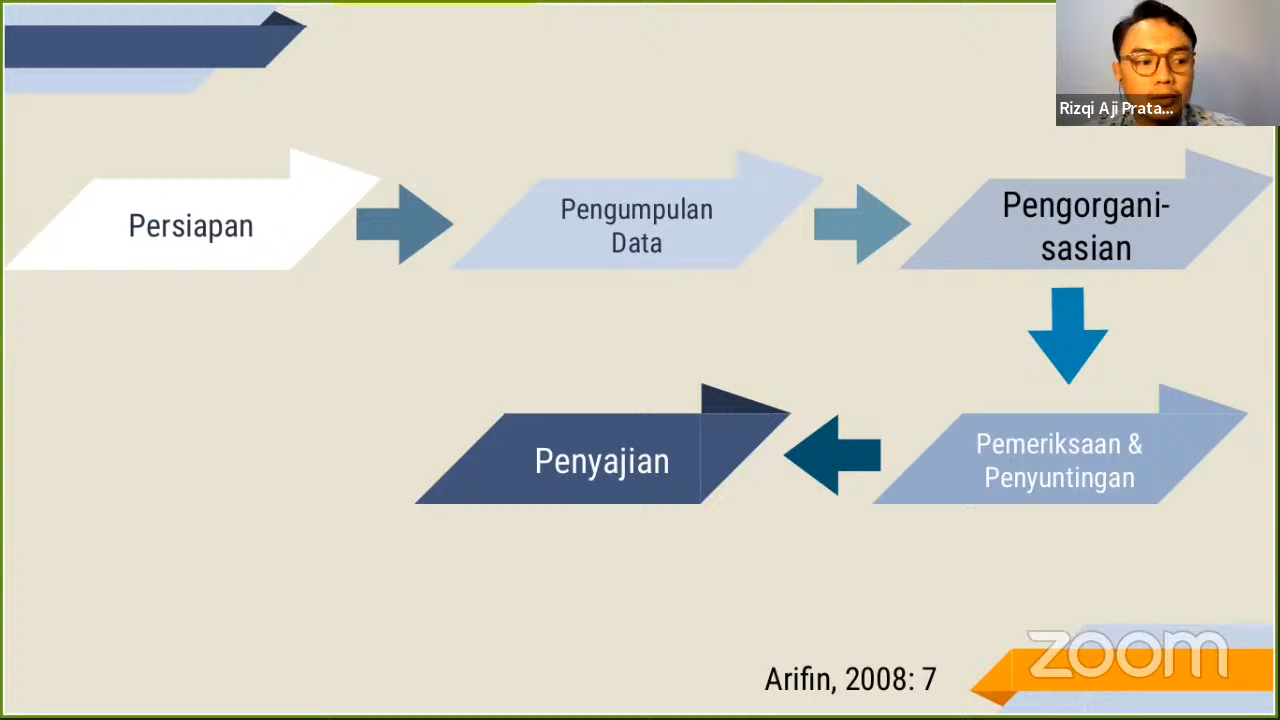 Rizqi Aji Prata...
Persiapan
Pengumpulan
Data
Pengorgani-
sasian
Pemeriksaan &
Penyuntingan
Penyajian
Arifin, 2008: 7
zoom